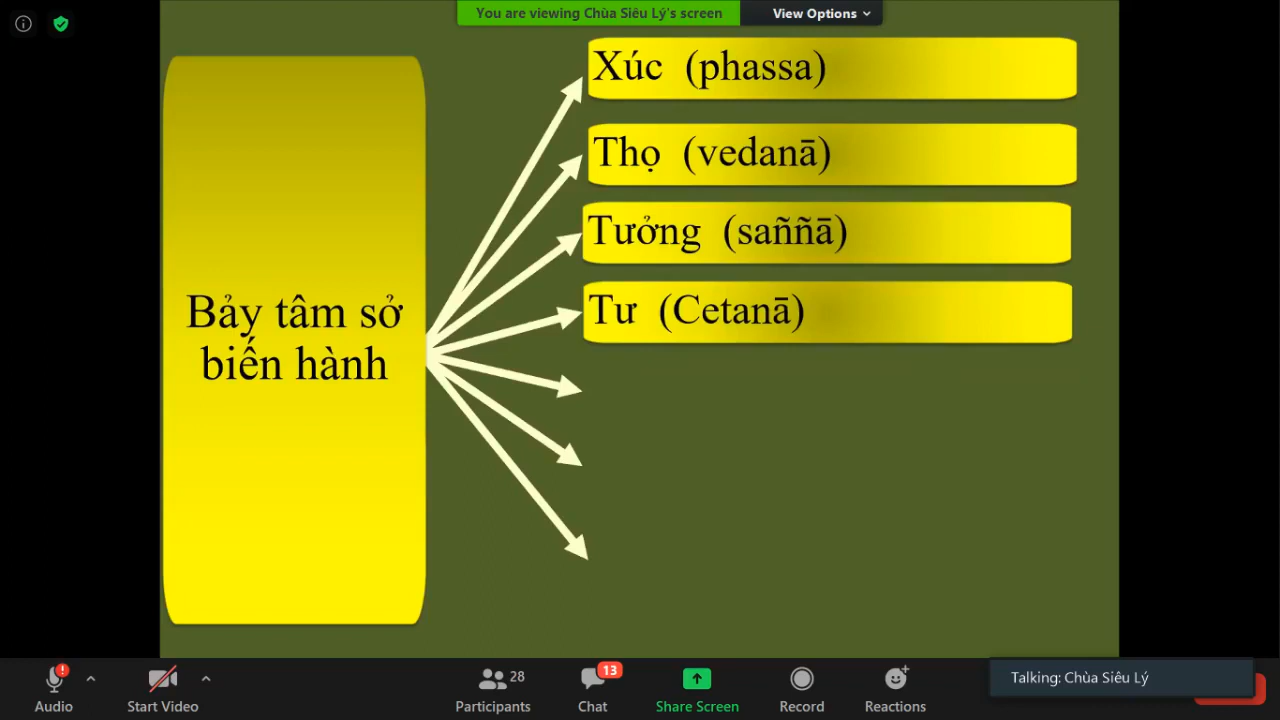 You are viewing Chùa Siêu Lý's screen
View Options
Xúc (phassa)
Thọ (vedanā)
Tưởng (saññā)
Tư (Cetanā)
Bảy tâm sở
biến hành
Audio
Start Video
Participants
28
Chat
13
Share Screen
Record
Reactions
Talking: Chùa Siêu Lý